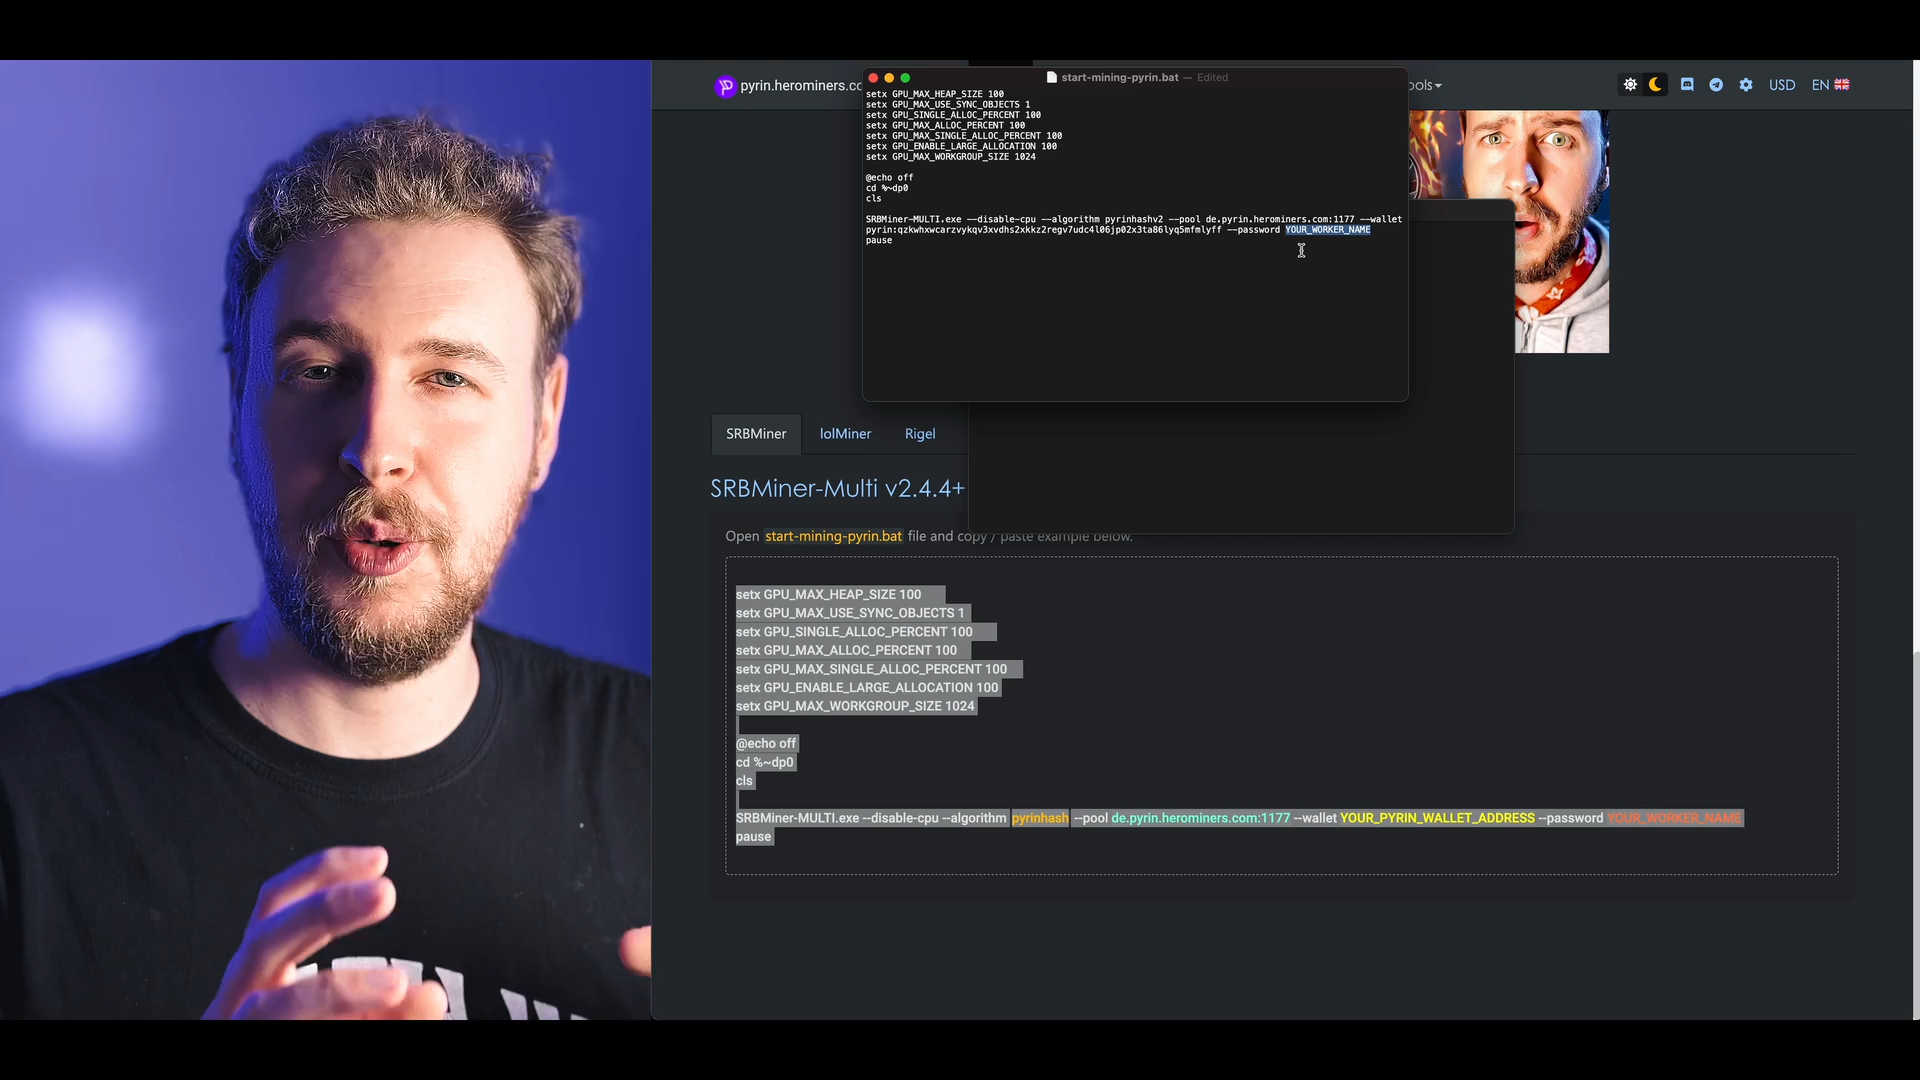 pyrin.herominers.co
start-mining-pyrin.bat — Edited
ools
USD
EN
setx GPU_MAX_HEAP_SIZE 100
setx GPU_MAX_USE_SYNC_OBJECTS 1
setx GPU_SINGLE_ALLOC_PERCENT 100
setx GPU_MAX_ALLOC_PERCENT 100
setx GPU_MAX_SINGLE_ALLOC_PERCENT 100
setx GPU_ENABLE_LARGE_ALLOCATION 100
setx GPU_MAX_WORKGROUP_SIZE 1024
@echo off
cd %~dp0
cls
SRBMiner-MULTI.exe --disable-cpu --algorithm pyrinhashv2 --pool de.pyrin.herominers.com:1177 --wallet
pyrin:qzkwhxwcarzvykqv3xvdhs2xkkz2regv7udc4l06jp02x3ta86lyq5mfmlyff --password YOUR_WORKER_NAME
pause
SRBMiner
lolMiner
Rigel
SRBMiner-Multi v2.4.4+
Open start-mining-pyrin.bat file and copy / paste example below.
setx GPU_MAX_HEAP_SIZE 100
setx GPU_MAX_USE_SYNC_OBJECTS 1
setx GPU_SINGLE_ALLOC_PERCENT 100
setx GPU_MAX_ALLOC_PERCENT 100
setx GPU_MAX_SINGLE_ALLOC_PERCENT 100
setx GPU_ENABLE_LARGE_ALLOCATION 100
setx GPU_MAX_WORKGROUP_SIZE 1024
@echo off
cd %~dp0
cls
SRBMiner-MULTI.exe --disable-cpu --algorithm pyrinhash --pool de.pyrin.herominers.com:1177 --wallet YOUR_PYRIN_WALLET_ADDRESS --password YOUR_WORKER_NAME
pause